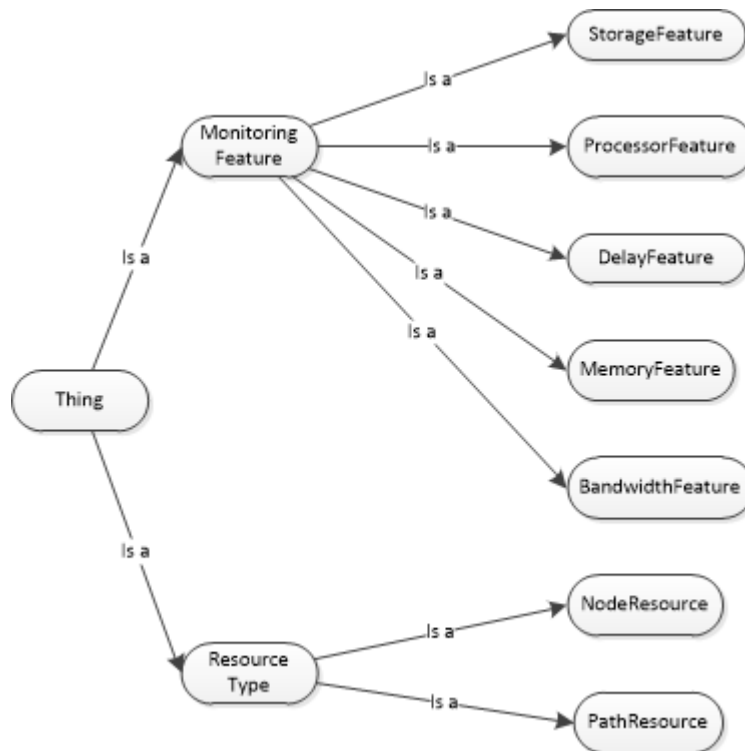 StorageFeature
Is a
Monitoring
Feature
Is a
ProcessorFeature
Is a
DelayFeature
Is a
Is a
Is a
MemoryFeature
Thing
BandwidthFeature
Is a
NodeResource
Is a
Resource
Type
Is a
PathResource